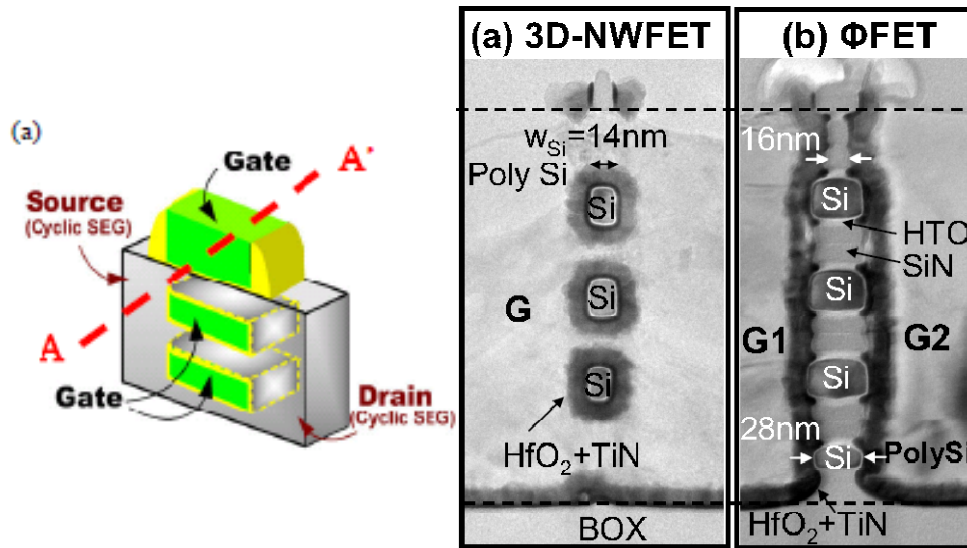 (a)
Gate
A'
Source
(Cyclic SEG)
A
Gate
Drain
(Cyclic SEG)
(a) 3D-NWFET
w_Si=14nm
Poly Si
Si
Si
G
Si
HfO₂+TiN
BOX
(b) ΦFET
16nm
Si
HTO
SiN
Si
G1
G2
Si
28nm
Si
PolySi
HfO₂+TiN